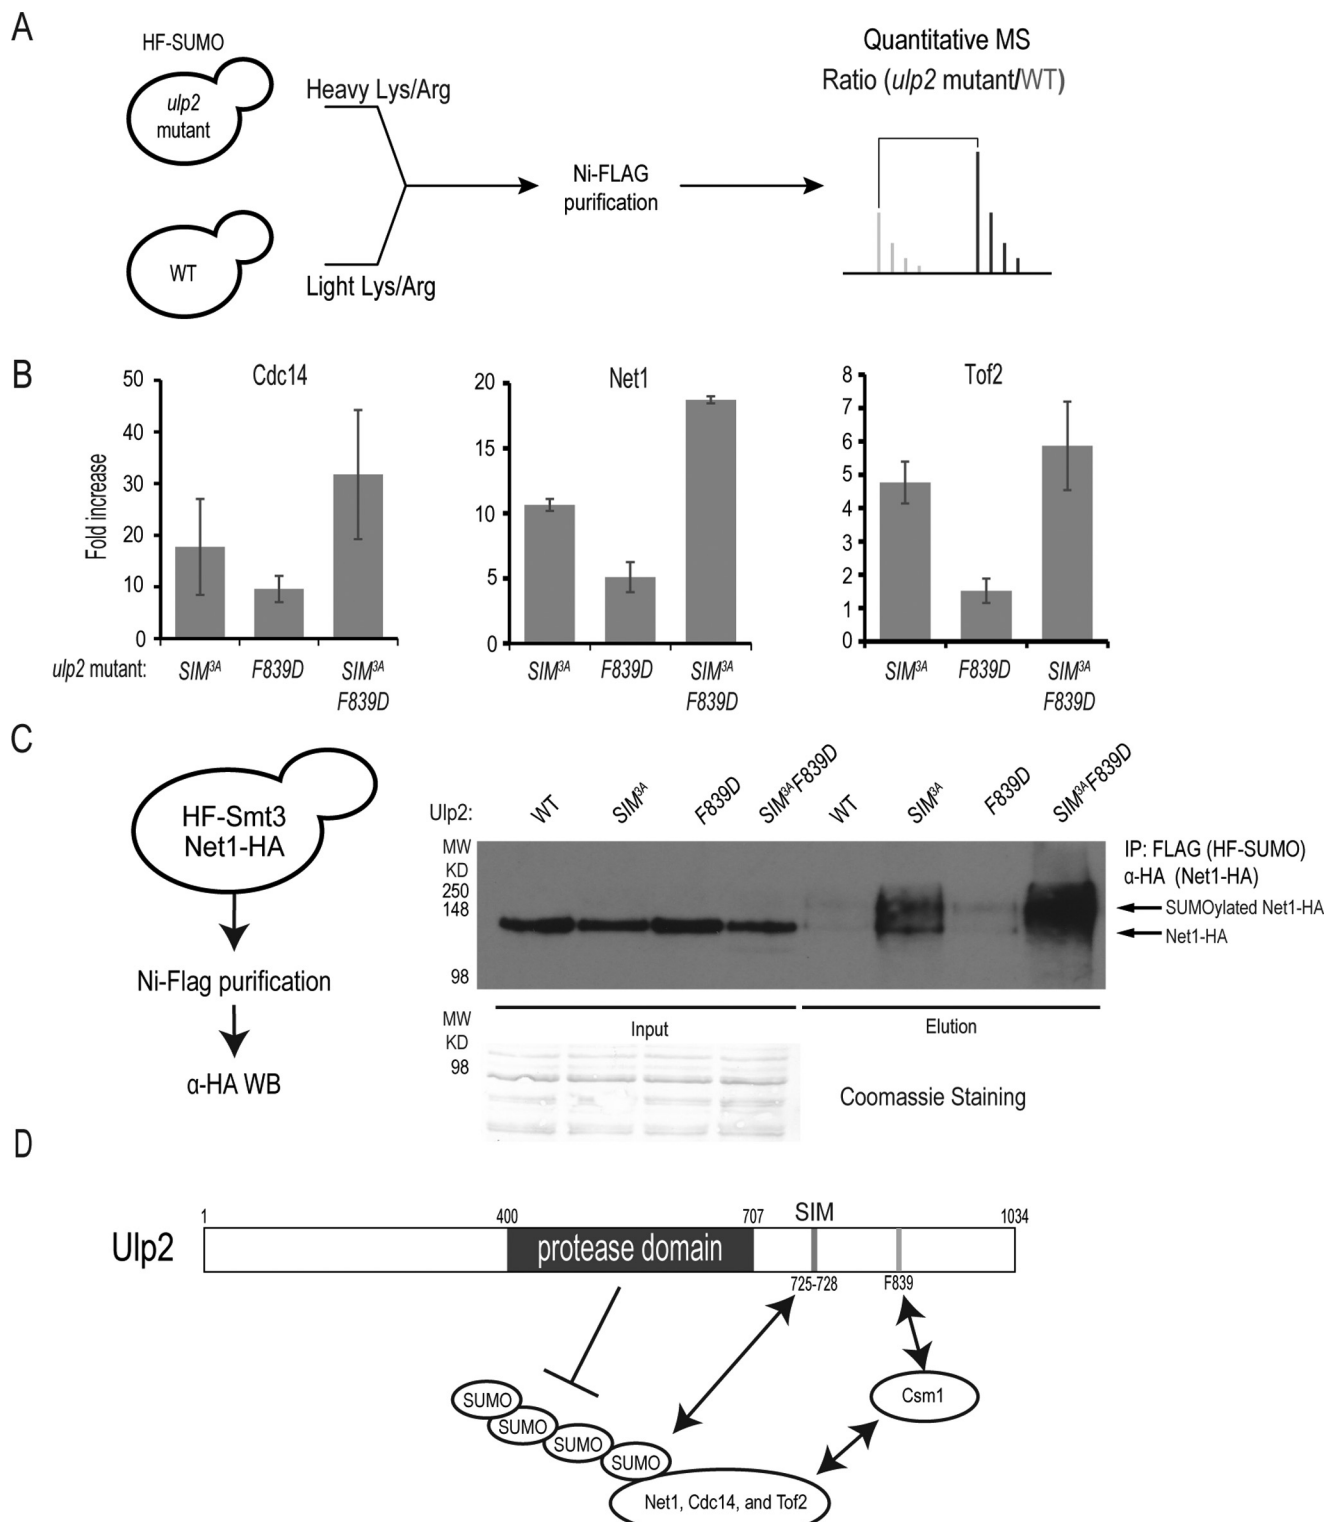 A
HF-SUMO
ulp2
mutant
WT
Heavy Lys/Arg
Light Lys/Arg
Ni-FLAG
purification
Quantitative MS
Ratio (ulp2 mutant/WT)
B
Cdc14
Fold increase
50
40
30
20
10
0
ulp2 mutant:
SIM3A
F839D
SIM3A
F839D
Net1
20
15
10
5
0
SIM3A
F839D
SIM3A
F839D
Tof2
8
7
6
5
4
3
2
1
0
SIM3A
F839D
SIM3A
F839D
C
HF-Smt3
Net1-HA
Ni-Flag purification
α-HA WB
Ulp2:
WT
SIM3A
F839D
SIM3AF839D
WT
SIM3A
F839D
SIM3AF839D
MW
KD
250
148
98
IP: FLAG (HF-SUMO)
α-HA (Net1-HA)
SUMOylated Net1-HA
Net1-HA
Input
Elution
MW
KD
98
Coomassie Staining
D
Ulp2
1
400
707
SIM
1034
protease domain
725-728
F839
SUMO
SUMO
SUMO
SUMO
Csm1
Net1, Cdc14, and Tof2